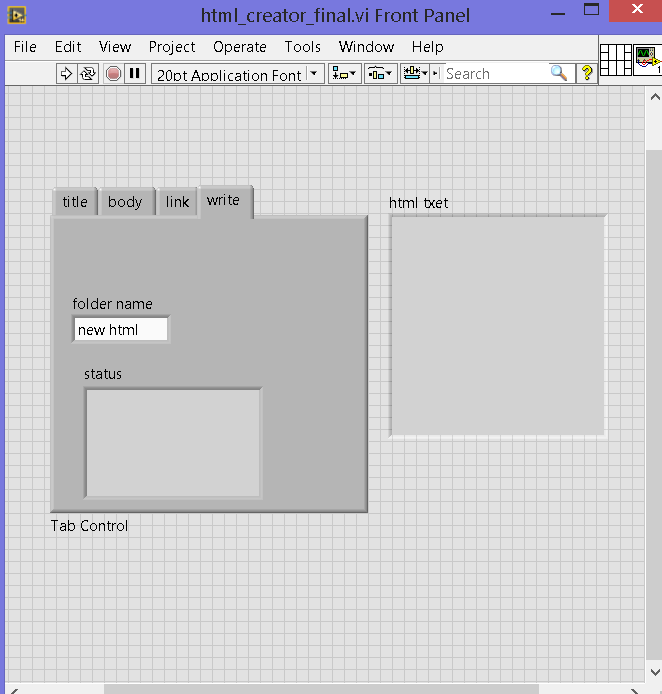 html_creator_final.vi Front Panel
File Edit View Project Operate Tools Window Help
20pt Application Font Search ?
1
title body link write
html txet
folder name
new html
status
Tab Control